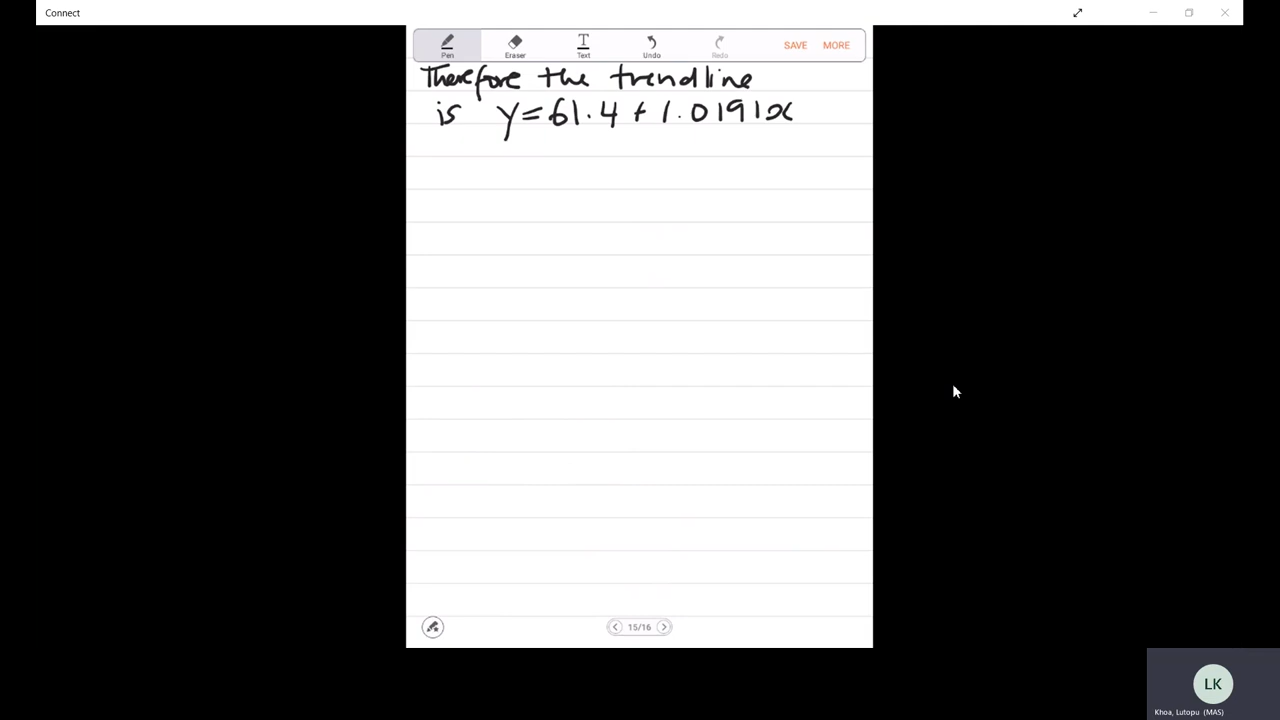 Connect
Pen
Eraser
T
Text
Undo
Redo
SAVE
MORE
Therefore the trendline
is y=61.4 + 1.0191x
15/16
LK
Khoa, Lutopu (MAS)